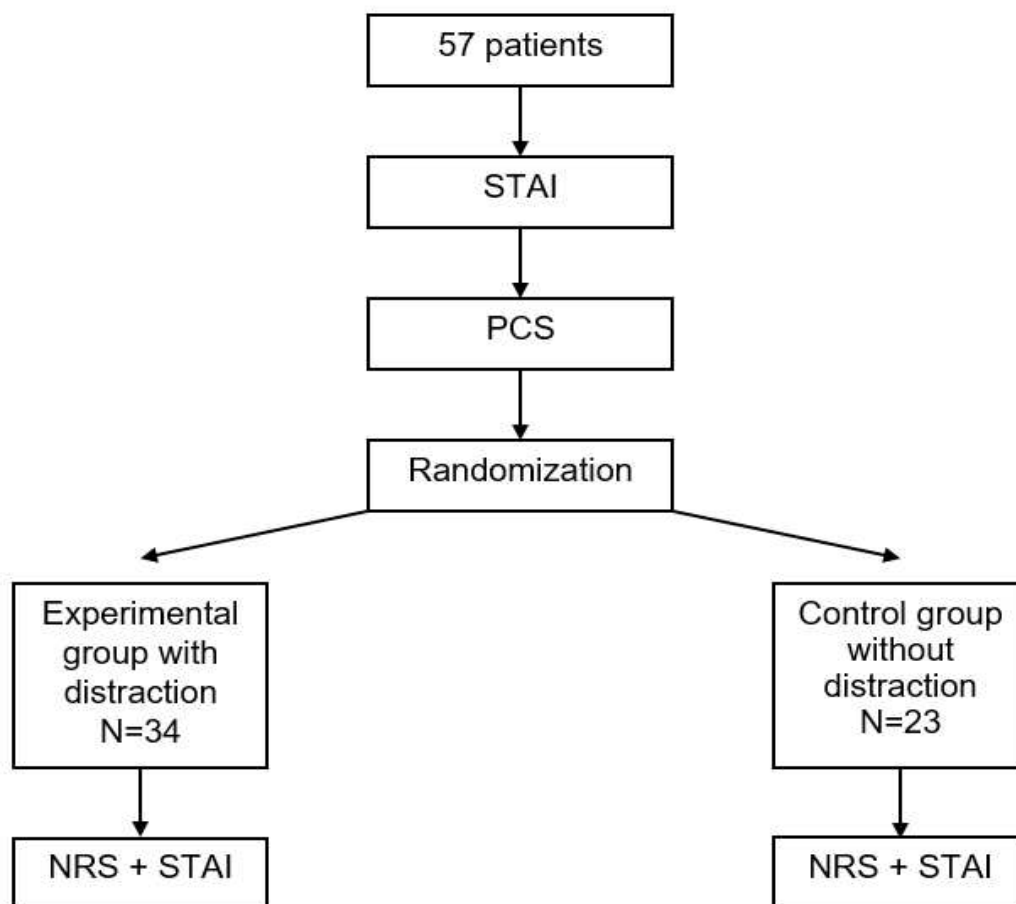 57 patients
STAI
PCS
Randomization
Experimental
group with
distraction
N=34
Control group
without
distraction
N=23
NRS + STAI
NRS + STAI